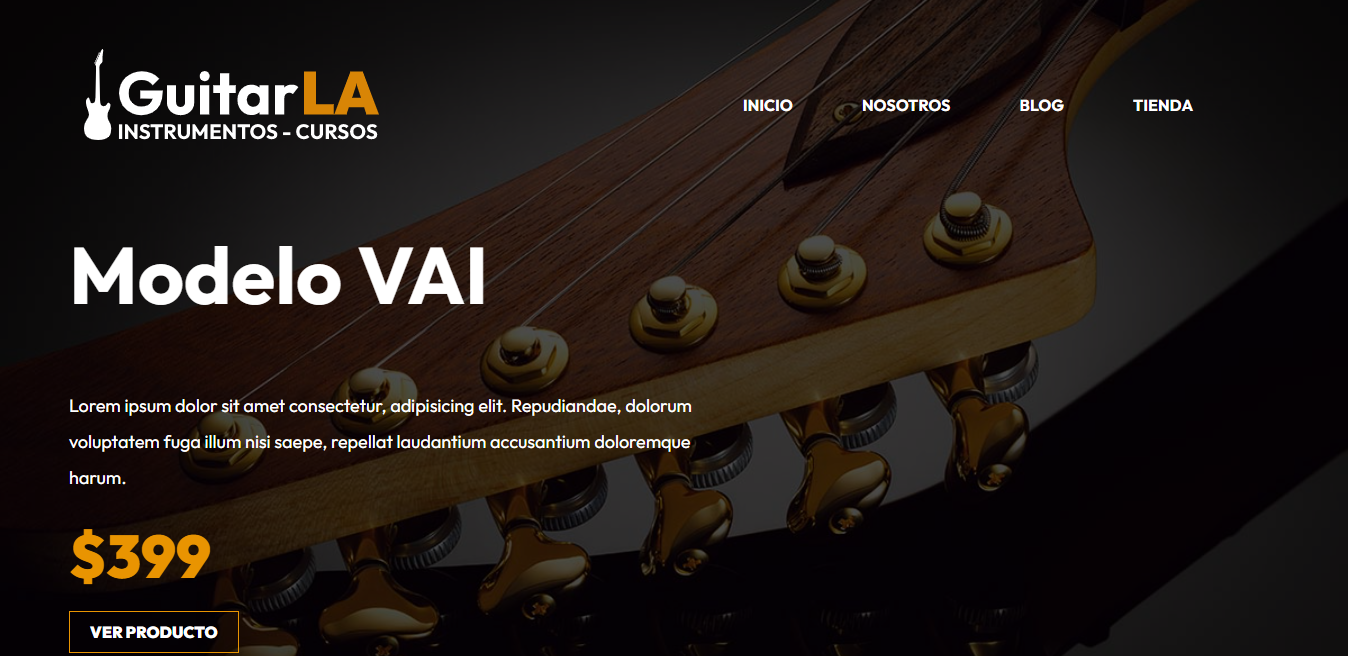 GuitarLA
INSTRUMENTOS - CURSOS
INICIO NOSOTROS BLOG TIENDA
Modelo VAI
Lorem ipsum dolor sit amet consectetur, adipisicing elit. Repudiandae, dolorum
voluptatem fuga illum nisi saepe, repellat laudantium accusantium doloremque
harum.
$399
VER PRODUCTO